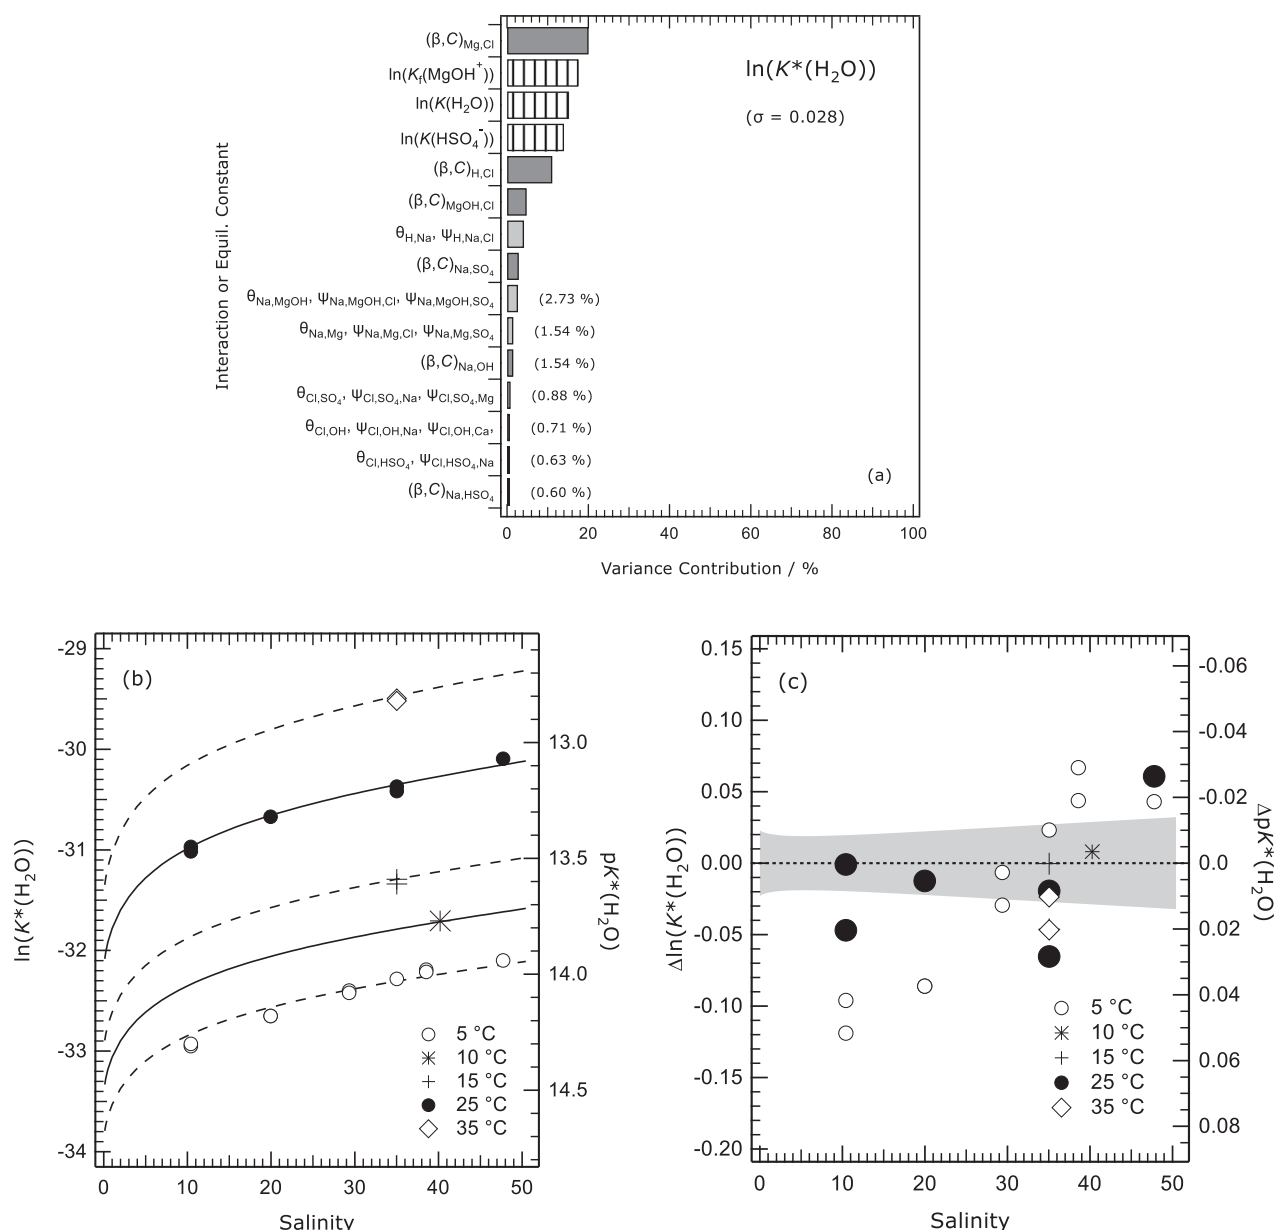 (β,C)Mg,Cl
ln(Kf(MgOH+))
ln(K(H2O))
ln(K(HSO4-))
(β,C)H,Cl
(β,C)MgOH,Cl
θH,Na, ΨH,Na,Cl
(β,C)Na,SO4
θNa,MgOH, ΨNa,MgOH,Cl, ΨNa,MgOH,SO4 (2.73 %)
θNa,Mg, ΨNa,Mg,Cl, ΨNa,Mg,SO4 (1.54 %)
(β,C)Na,OH (1.54 %)
θCl,SO4, ΨCl,SO4,Na, ΨCl,SO4,Mg (0.88 %)
θCl,OH, ΨCl,OH,Na, ΨCl,OH,Ca, (0.71 %)
θCl,HSO4, ΨCl,HSO4,Na (0.63 %)
(β,C)Na,HSO4 (0.60 %)
Interaction or Equil. Constant
ln(K*(H2O))
(σ = 0.028)
(a)
0 20 40 60 80 100
Variance Contribution / %
(b)
-29
-30
-31
-32
-33
-34
ln(K*(H2O))
13.0
13.5
14.0
14.5
pK*(H2O)
5 °C
10 °C
15 °C
25 °C
35 °C
0 10 20 30 40 50
Salinity
(c)
0.15
0.10
0.05
0.00
-0.05
-0.10
-0.15
-0.20
Δln(K*(H2O))
-0.06
-0.04
-0.02
0.0
0.02
0.04
0.06
0.08
ΔpK*(H2O)
5 °C
10 °C
15 °C
25 °C
35 °C
0 10 20 30 40 50
Salinity